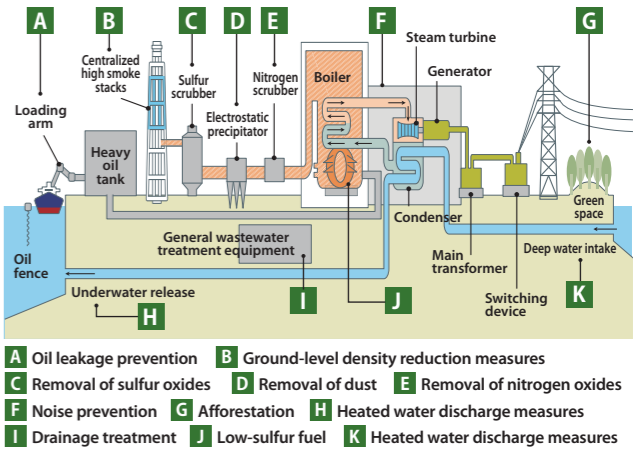 A
B
C
D
E
F
G
Centralized
high smoke
stacks
Sulfur
scrubber
Electrostatic
precipitator
Nitrogen
scrubber
Boiler
Steam turbine
Generator
Loading
arm
Heavy
oil
tank
Condenser
Green
space
General wastewater
treatment equipment
Main
transformer
Deep water intake
Oil
fence
Switching
device
Underwater release
H
I
J
K
A Oil leakage prevention B Ground-level density reduction measures
C Removal of sulfur oxides D Removal of dust E Removal of nitrogen oxides
F Noise prevention G Afforestation H Heated water discharge measures
I Drainage treatment J Low-sulfur fuel K Heated water discharge measures